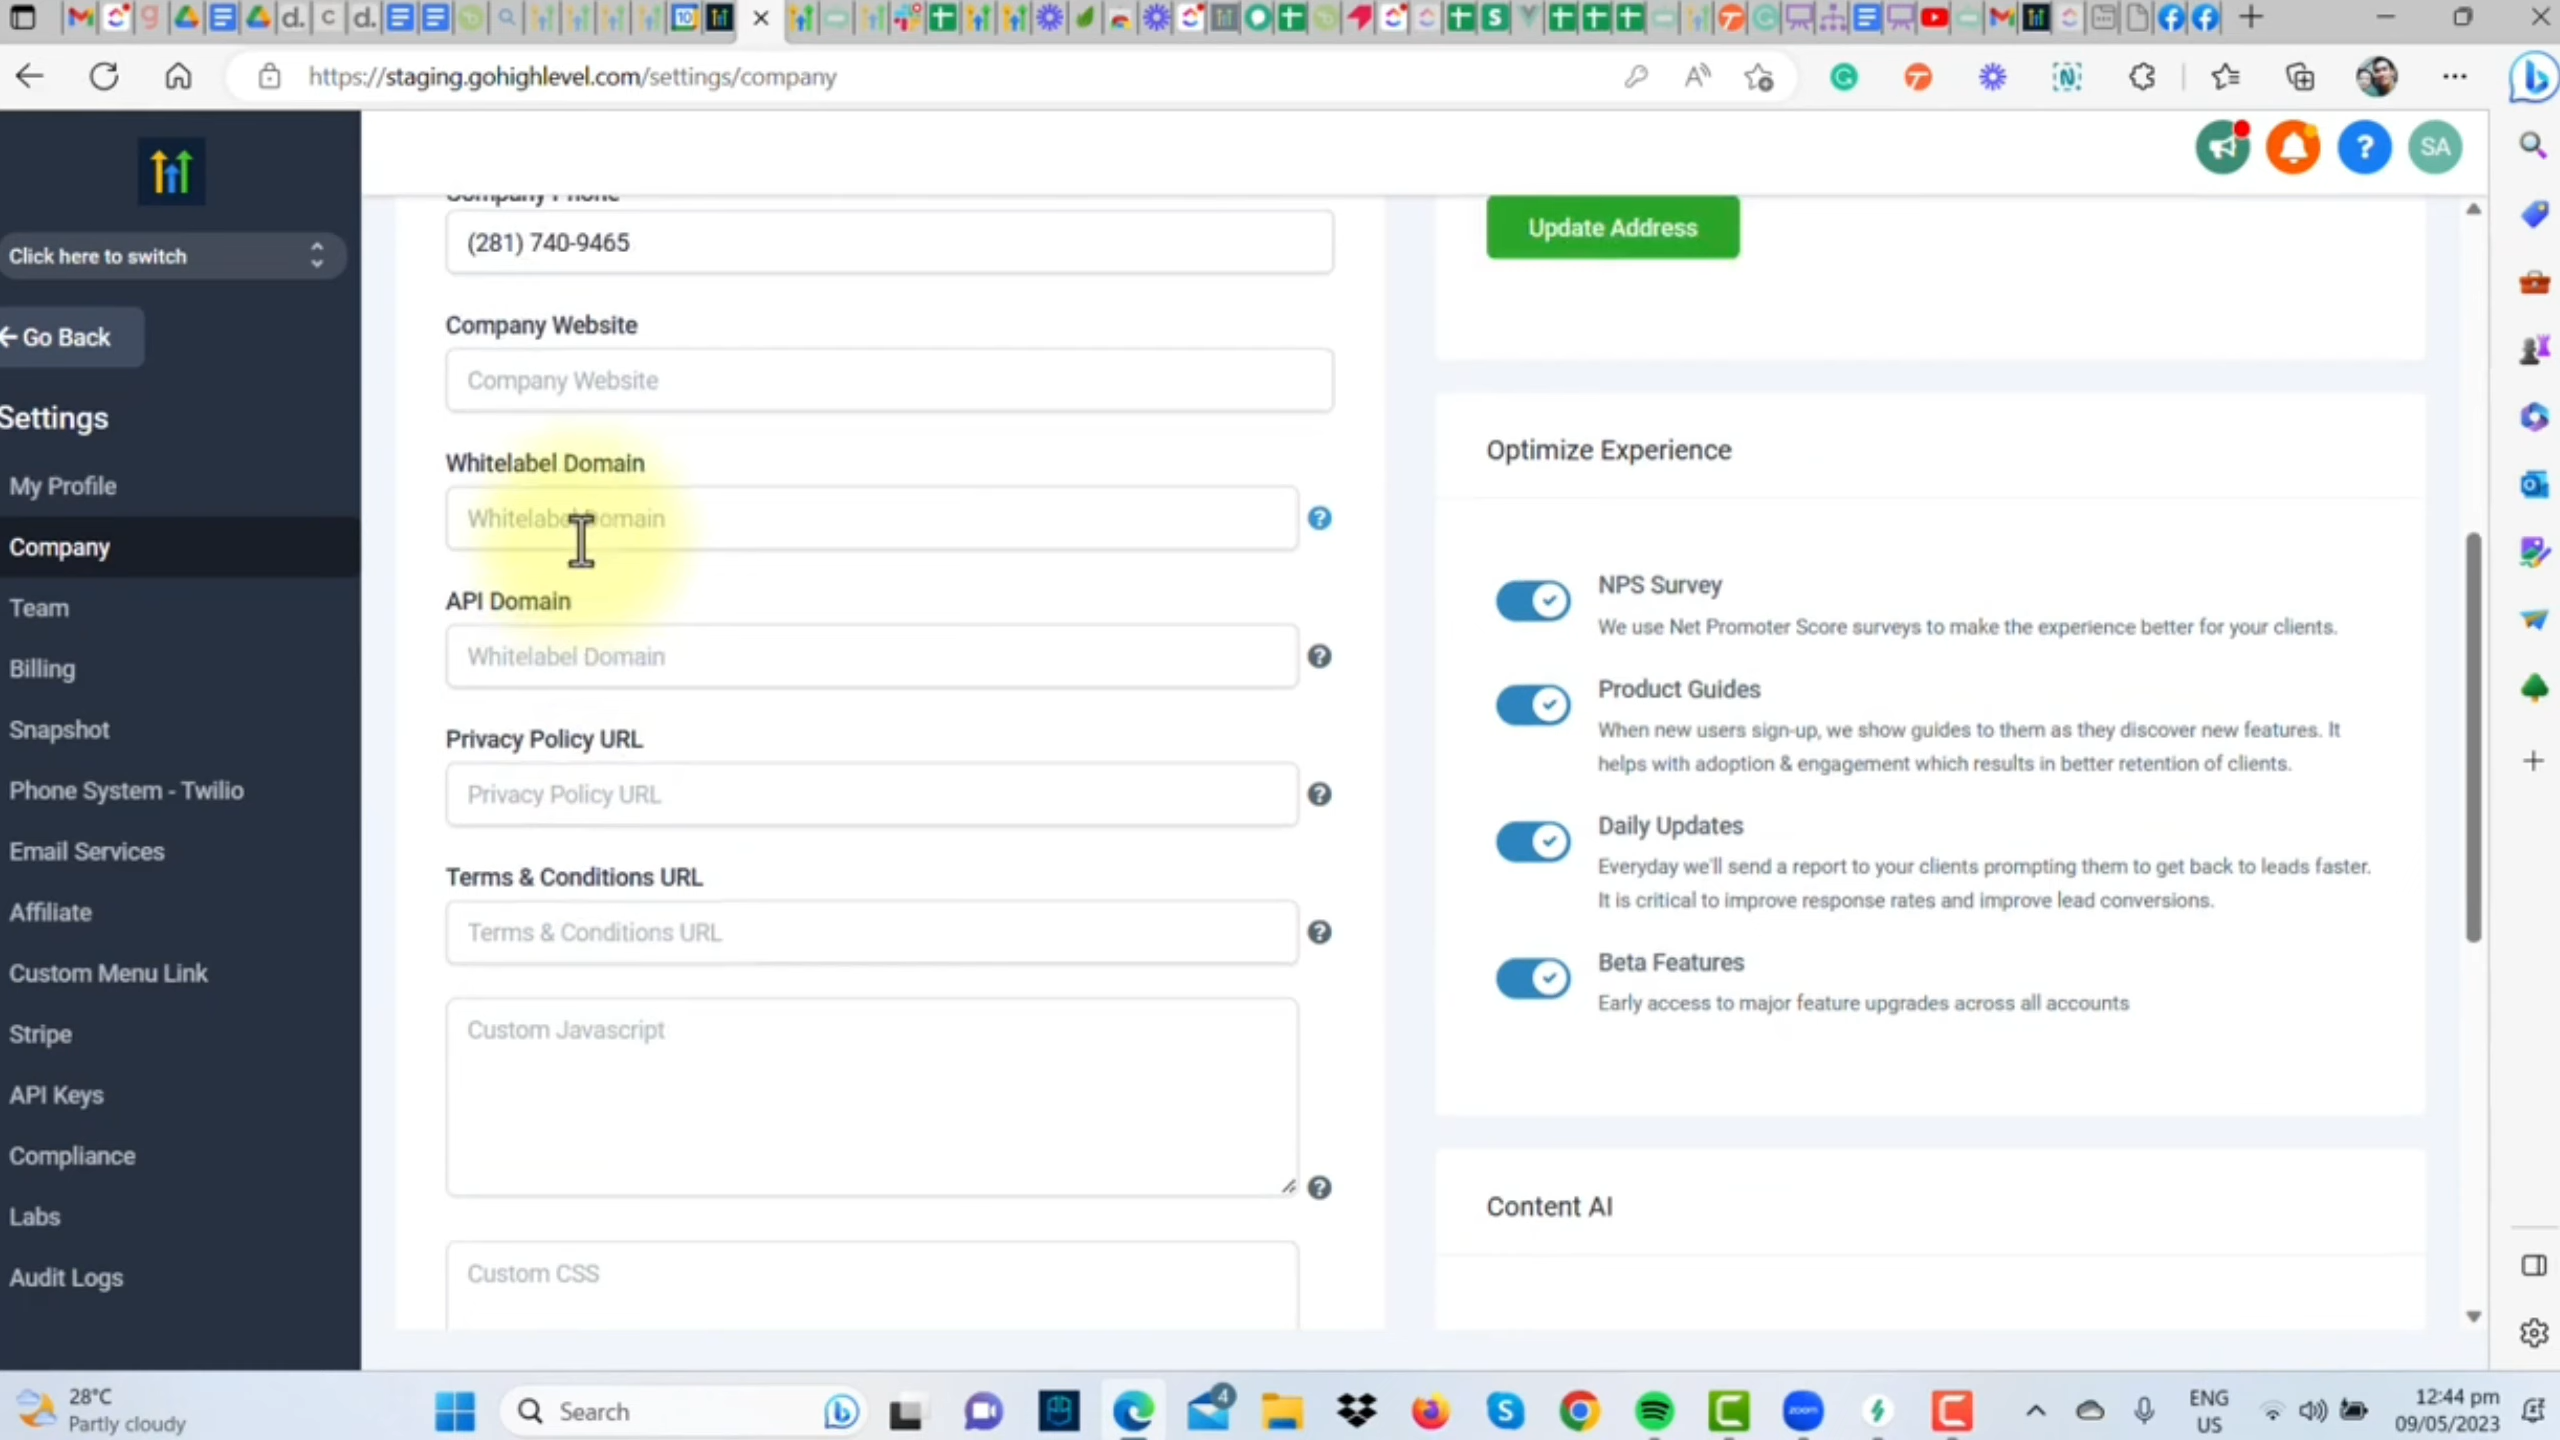 https://staging.gohighlevel.com/settings/company
SA
Click here to switch
Go Back
Settings
My Profile
Company
Team
Billing
Snapshot
Phone System - Twilio
Email Services
Affiliate
Custom Menu Link
Stripe
API Keys
Compliance
Labs
Audit Logs
Company Phone
(281) 740-9465
Company Website
Company Website
Whitelabel Domain
Whitelabel Domain
API Domain
Whitelabel Domain
Privacy Policy URL
Privacy Policy URL
Terms & Conditions URL
Terms & Conditions URL
Custom Javascript
Custom CSS
Update Address
Optimize Experience
NPS Survey
We use Net Promoter Score surveys to make the experience better for your clients.
Product Guides
When new users sign-up, we show guides to them as they discover new features. It
helps with adoption & engagement which results in better retention of clients.
Daily Updates
Everyday we'll send a report to your clients prompting them to get back to leads faster.
It is critical to improve response rates and improve lead conversions.
Beta Features
Early access to major feature upgrades across all accounts
Content AI
28°C
Partly cloudy
Search
4
zoom
ENG
US
12:44 pm
09/05/2023